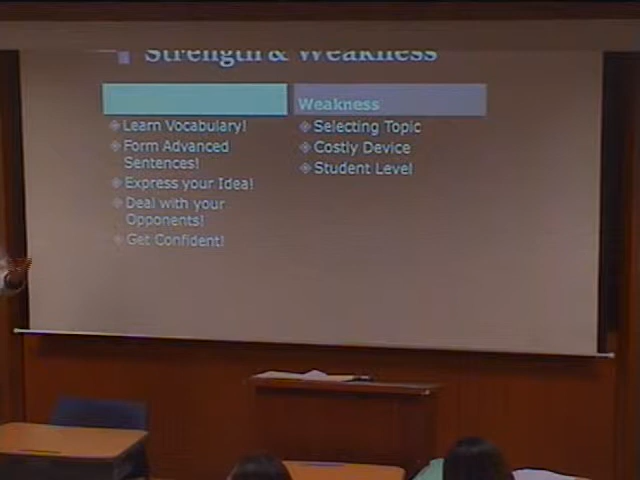 Strength & Weakness
Weakness
Learn Vocabulary!
Form Advanced
Sentences!
Express your Idea!
Deal with your
Opponents!
Get Confident!
Selecting Topic
Costly Device
Student Level